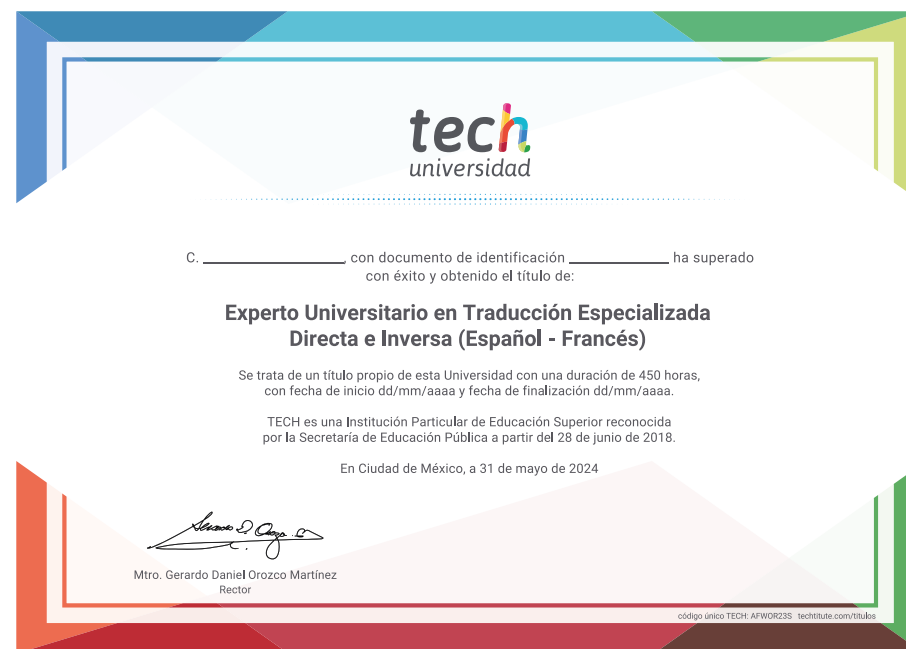 tech
universidad
C. ____________, con documento de identificación ____________ ha superado
con éxito y obtenido el título de:
Experto Universitario en Traducción Especializada
Directa e Inversa (Español - Francés)
Se trata de un título propio de esta Universidad con una duración de 450 horas,
con fecha de inicio dd/mm/aaaa y fecha de finalización dd/mm/aaaa.
TECH es una Institución Particular de Educación Superior reconocida
por la Secretaría de Educación Pública a partir del 28 de junio de 2018.
En Ciudad de México, a 31 de mayo de 2024
Mtro. Gerardo Daniel Orozco Martínez
Rector
código único TECH: AFWOR23S techtitute.com/titulos